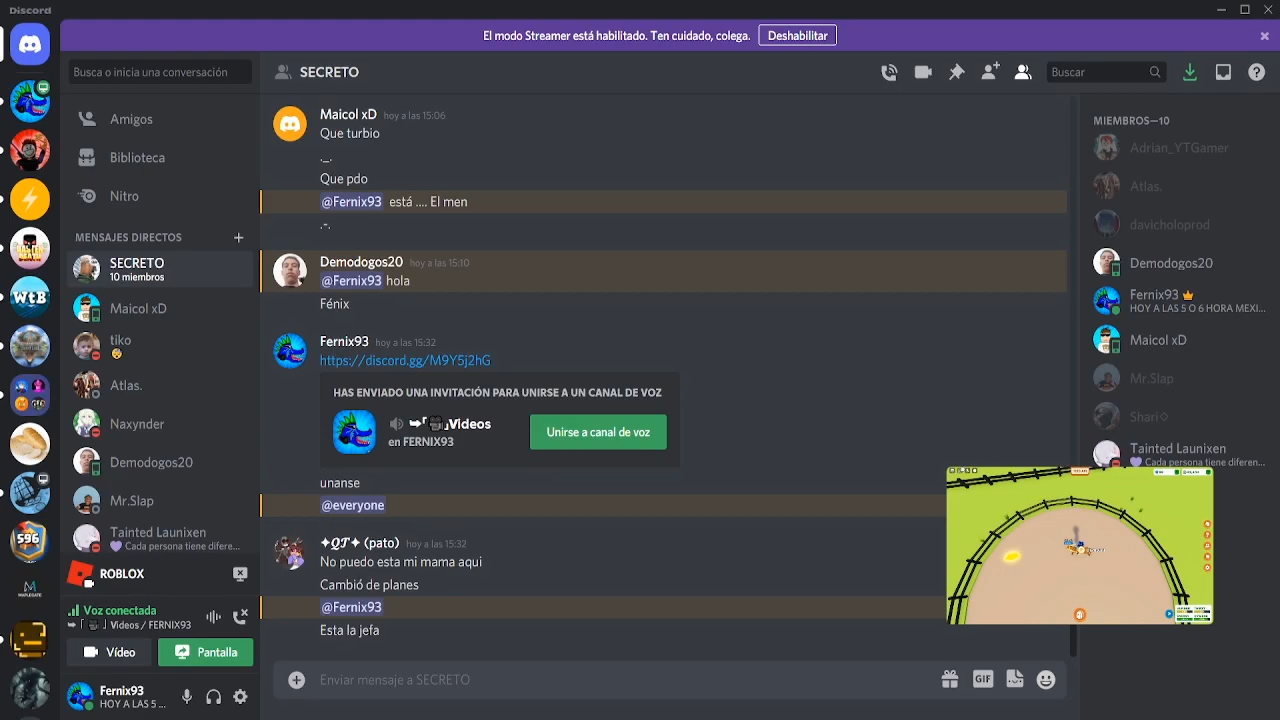 Discord
El modo Streamer está habilitado. Ten cuidado, colega.
Deshabilitar
Busca o inicia una conversación
SECRETO
Buscar
Amigos
Biblioteca
Nitro
MENSAJES DIRECTOS
SECRETO
10 miembros
Maicol xD
tiko
Atlas.
Naxynder
Demodogos20
Mr.Slap
Tainted Launixen
Cada persona tiene difere...
ROBLOX
Voz conectada
Videos / FERNIX93
Vídeo
Pantalla
Fernix93
HOY A LAS 5 ...
WtB
596
MAPLEGATE
Maicol xD hoy a las 15:06
Que turbio
._.
Que pdo
@Fernix93 está .... El men
.-.
Demodogos20 hoy a las 15:10
@Fernix93 hola
Fénix
Fernix93 hoy a las 15:32
https://discord.gg/M9Y5j2hG
HAS ENVIADO UNA INVITACIÓN PARA UNIRSE A UN CANAL DE VOZ
Videos
en FERNIX93
Unirse a canal de voz
unanse
@everyone
✦𝓠𝓣✦ (pato) hoy a las 15:32
No puedo esta mi mama aqui
Cambió de planes
@Fernix93
Esta la jefa
Enviar mensaje a SECRETO
GIF
MIEMBROS—10
Adrian_YTGamer
Atlas.
davicholoprod
Demodogos20
Fernix93
HOY A LAS 5 O 6 HORA MEXI...
Maicol xD
Mr.Slap
Shari◇
Tainted Launixen
Cada persona tiene diferen...